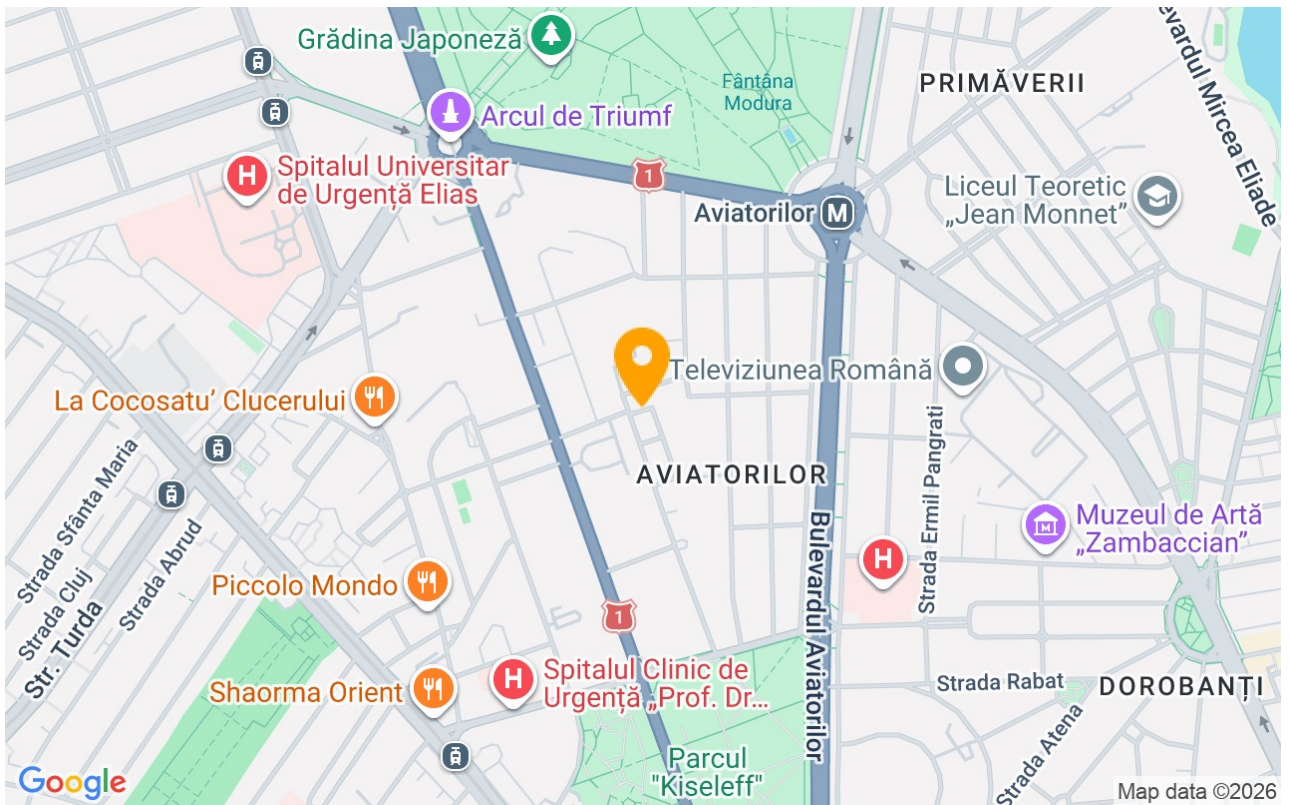 Grădina Japoneză
Fântâna
Modura
PRIMĂVERII
Bulevardul Mircea Eliade
Arcul de Triumf
Spitalul Universitar
de Urgență Elias
1
Aviatorilor
M
Liceul Teoretic
„Jean Monnet”
H
La Cocosatu’ Clucerului
Televiziunea Română
AVIATORILOR
Strada Sfânta Maria
Strada Cluj
Str. Turda
Strada Abrud
Bulevardul Aviatorilor
Strada Ermil Pangrati
Muzeul de Artă
„Zambaccian”
H
Piccolo Mondo
1
Shaorma Orient
H
Spitalul Clinic de
Urgență „Prof. Dr...
Strada Rabat
DOROBANȚI
Strada Atena
Parcul
"Kiseleff"
Google
Map data ©2026